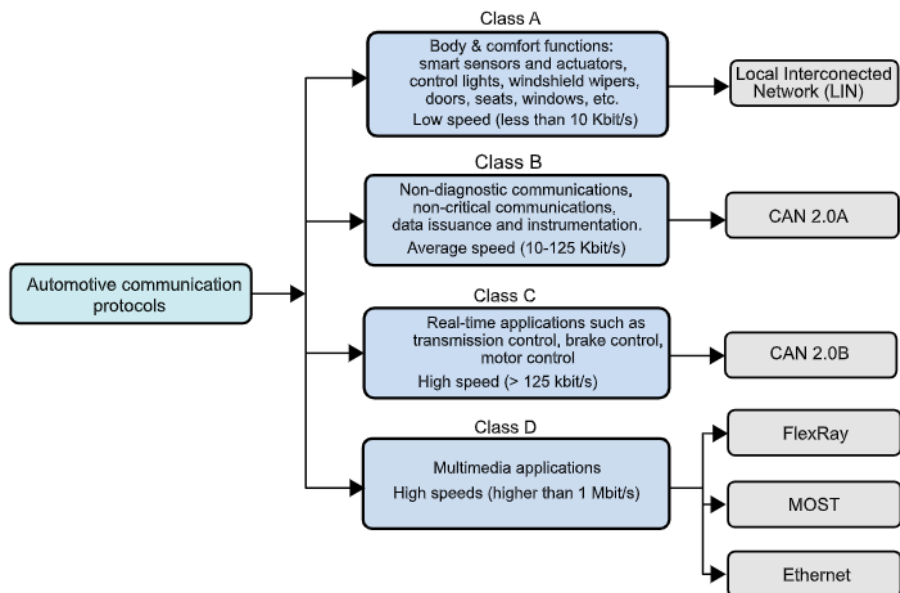 Class A
Body & comfort functions:
smart sensors and actuators,
control lights, windshield wipers,
doors, seats, windows, etc.
Low speed (less than 10 Kbit/s)
Local Interconected
Network (LIN)
Class B
Non-diagnostic communications,
non-critical communications,
data issuance and instrumentation.
Average speed (10-125 Kbit/s)
CAN 2.0A
Automotive communication
protocols
Class C
Real-time applications such as
transmission control, brake control,
motor control
High speed (> 125 kbit/s)
CAN 2.0B
Class D
Multimedia applications
High speeds (higher than 1 Mbit/s)
FlexRay
MOST
Ethernet